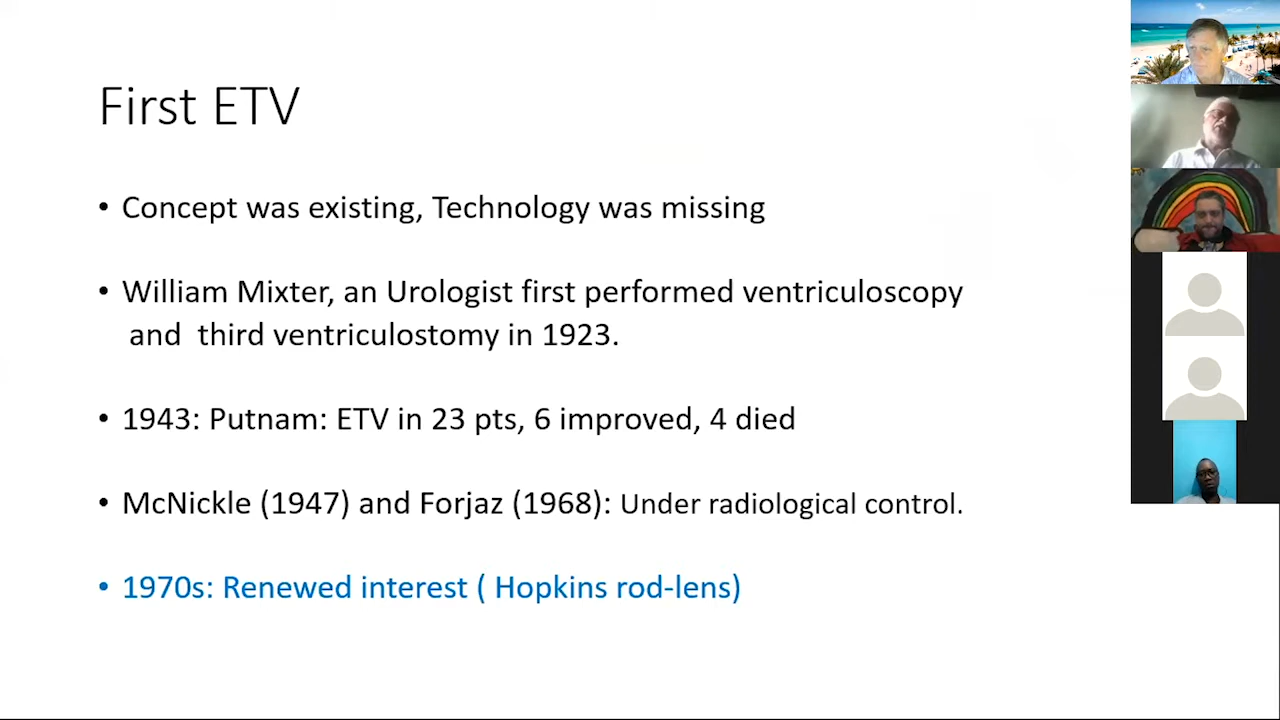 First ETV
• Concept was existing, Technology was missing
• William Mixter, an Urologist first performed ventriculoscopy
and third ventriculostomy in 1923.
• 1943: Putnam: ETV in 23 pts, 6 improved, 4 died
• McNickle (1947) and Forjaz (1968): Under radiological control.
• 1970s: Renewed interest ( Hopkins rod-lens)